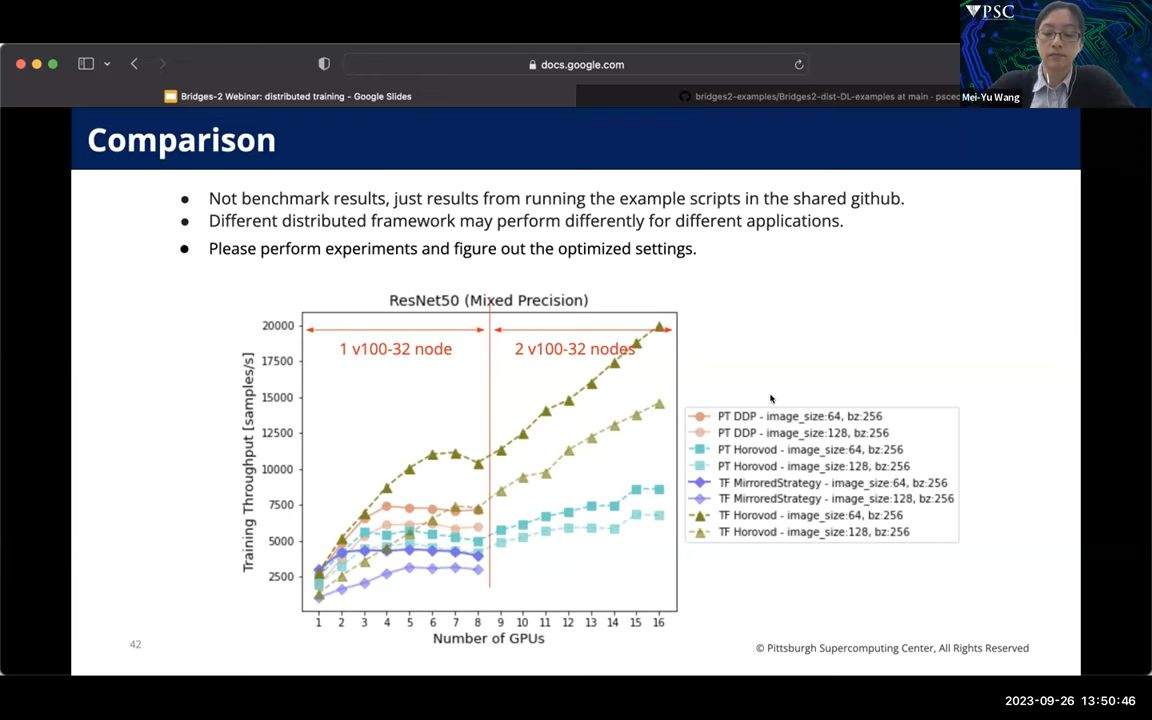 PSC
docs.google.com
Bridges-2 Webinar: distributed training - Google Slides
bridges2-examples/Bridges2-dist-DL-examples at main · psced
Mei-Yu Wang
Comparison
● Not benchmark results, just results from running the example scripts in the shared github.
● Different distributed framework may perform differently for different applications.
● Please perform experiments and figure out the optimized settings.
ResNet50 (Mixed Precision)
1 v100-32 node
2 v100-32 nodes
Training Throughput [samples/s]
20000
17500
15000
12500
10000
7500
5000
2500
1 2 3 4 5 6 7 8 9 10 11 12 13 14 15 16
Number of GPUs
PT DDP - image_size:64, bz:256
PT DDP - image_size:128, bz:256
PT Horovod - image_size:64, bz:256
PT Horovod - image_size:128, bz:256
TF MirroredStrategy - image_size:64, bz:256
TF MirroredStrategy - image_size:128, bz:256
TF Horovod - image_size:64, bz:256
TF Horovod - image_size:128, bz:256
42
© Pittsburgh Supercomputing Center, All Rights Reserved
2023-09-26 13:50:46